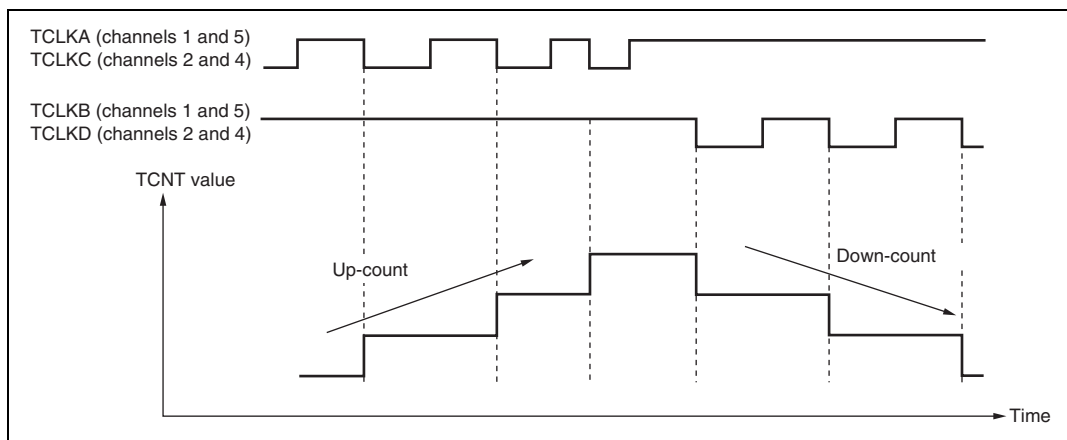 TCLKA (channels 1 and 5)
TCLKC (channels 2 and 4)
TCLKB (channels 1 and 5)
TCLKD (channels 2 and 4)
TCNT value
Up-count
Down-count
Time